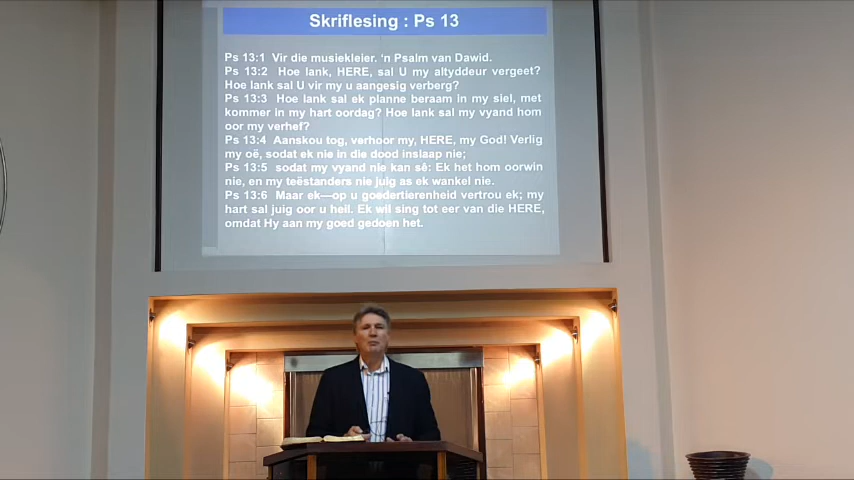 Skriflesing : Ps 13
Ps 13:1 Vir die musiekleier. 'n Psalm van Dawid.
Ps 13:2 Hoe lank, HERE, sal U my altyddeur vergeet?
Hoe lank sal U vir my u aangesig verberg?
Ps 13:3 Hoe lank sal ek planne beraam in my siel, met
kommer in my hart oordag? Hoe lank sal my vyand hom
oor my verhef?
Ps 13:4 Aanskou tog, verhoor my, HERE, my God! Verlig
my oë, sodat ek nie in die dood inslaap nie;
Ps 13:5 sodat my vyand nie kan sê: Ek het hom oorwin
nie, en my teëstanders nie juig as ek wankel nie.
Ps 13:6 Maar ek—op u goedertierenheid vertrou ek; my
hart sal juig oor u heil. Ek wil sing tot eer van die HERE,
omdat Hy aan my goed gedoen het.